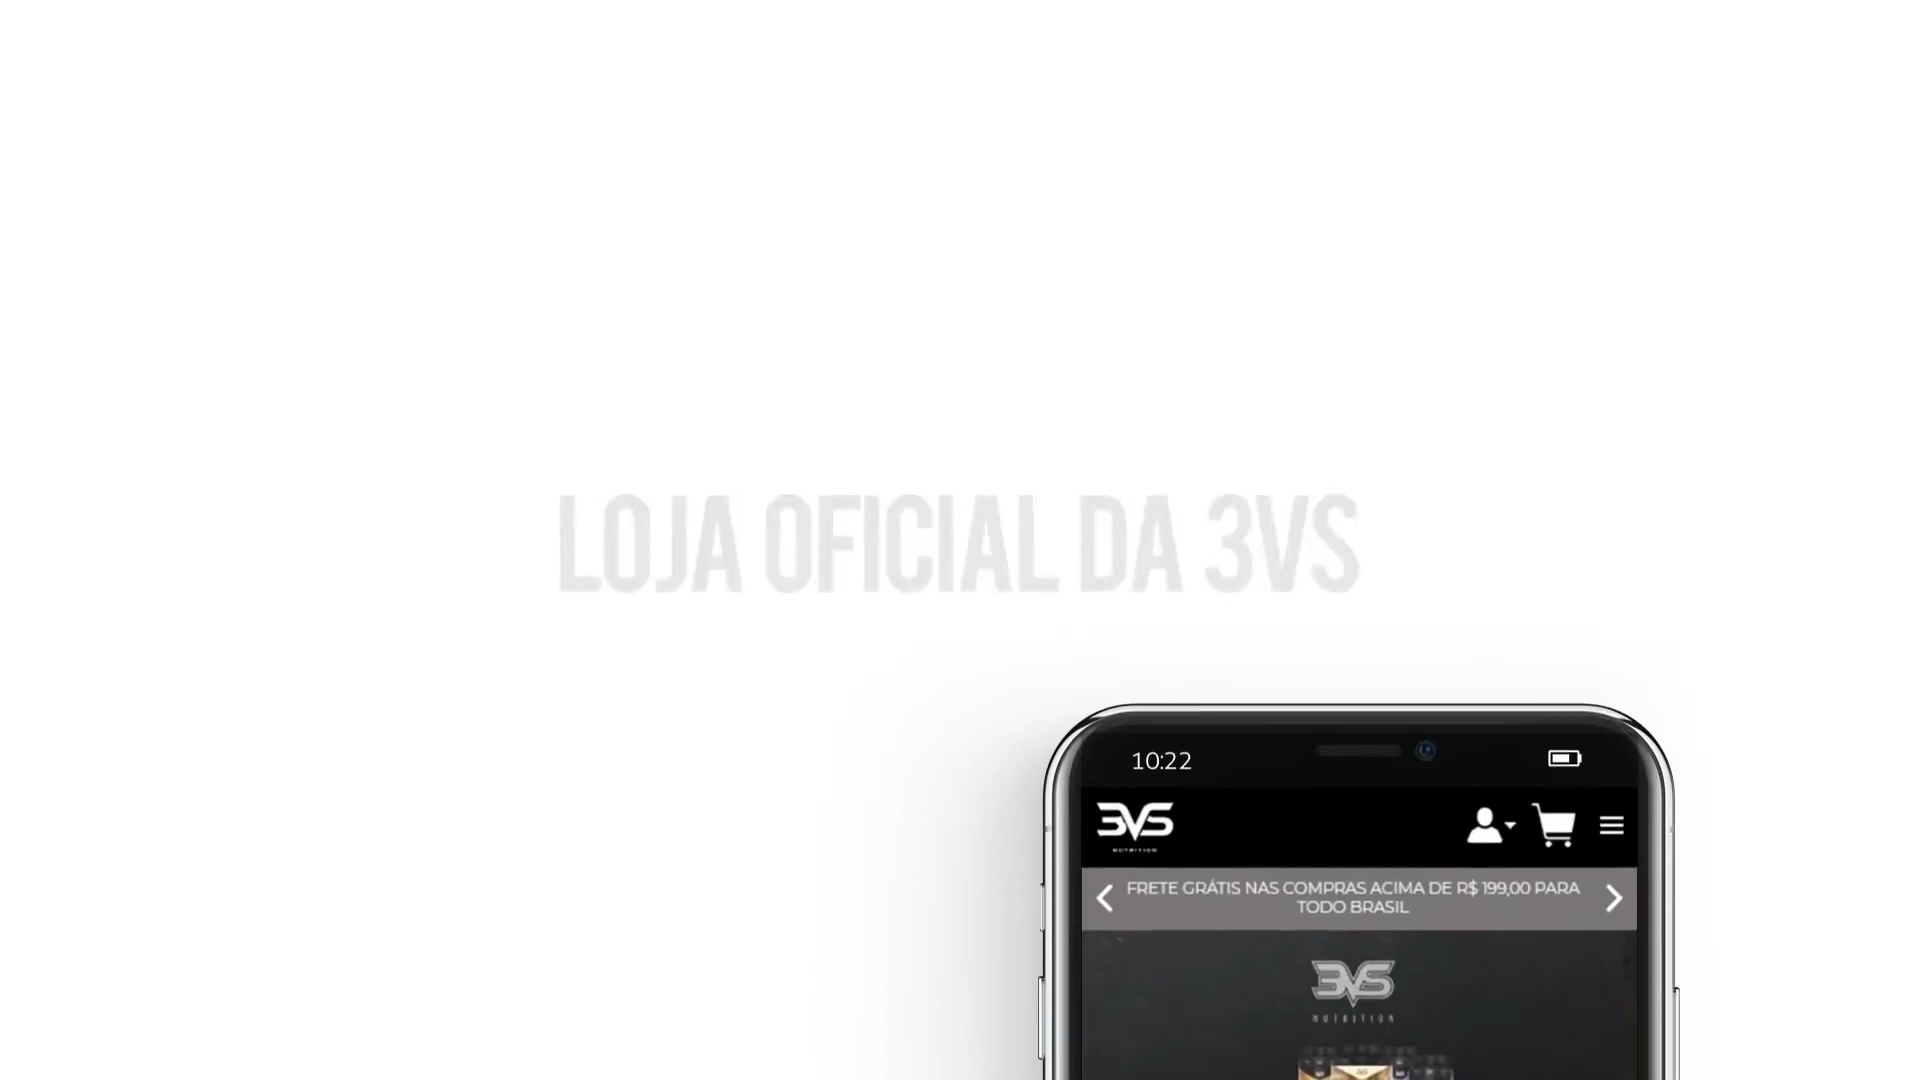 LOJA OFICIAL DA 3VS
10:22
3VS
NUTRITION
FRETE GRÁTIS NAS COMPRAS ACIMA DE R$ 199,00 PARA
TODO BRASIL
3VS
NUTRITION